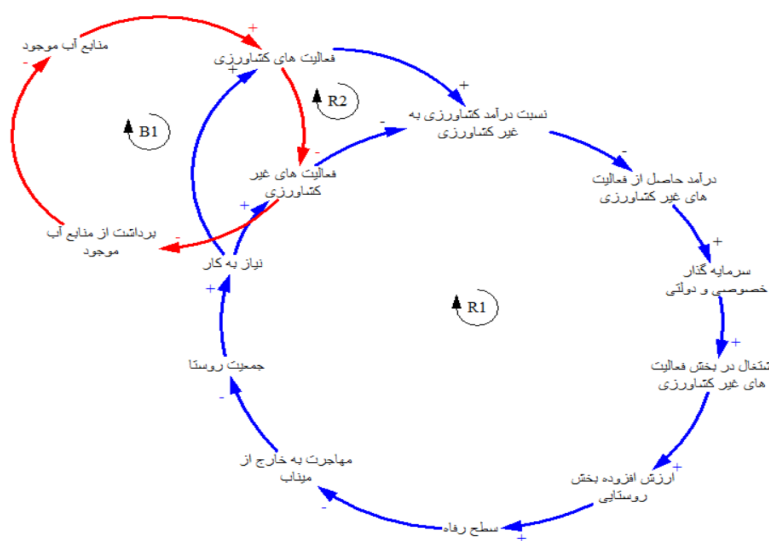 منابع آب موجود
فعالیت های کشاورزی
R2
B1
نسبت درآمد کشاورزی به
غیر کشاورزی
فعالیت های غیر
کشاورزی
درآمد حاصل از فعالیت
های غیر کشاورزی
برداشت از منابع آب
موجود
نیاز به کار
سرمایه گذار
خصوصی و دولتی
R1
جمعیت روستا
شتغال در بخش فعالیت
های غیر کشاورزی
مهاجرت به خارج از
میناب
ارزش افزوده بخش
روستایی
سطح رفاه